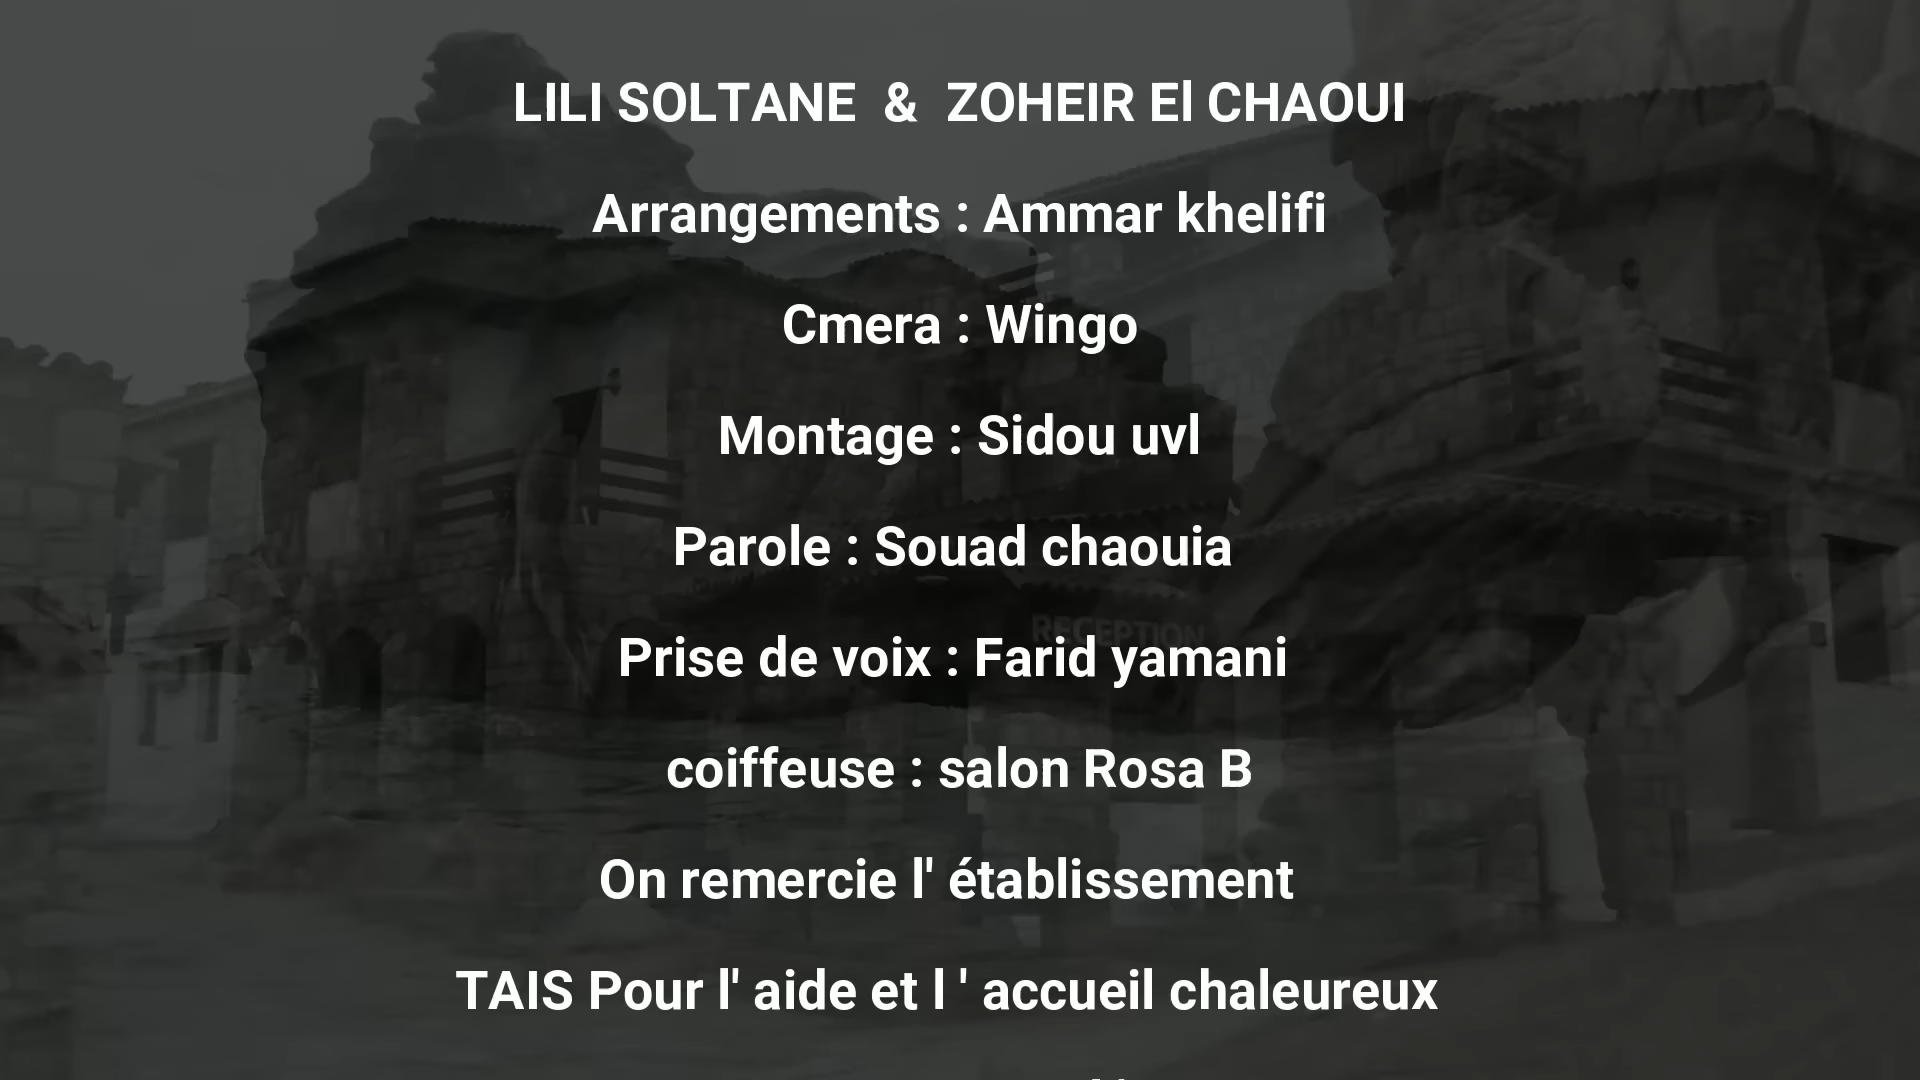 LILI SOLTANE & ZOHEIR El CHAOUI
Arrangements : Ammar khelifi
Cmera : Wingo
Montage : Sidou uvl
Parole : Souad chaouia
RECEPTION
Prise de voix : Farid yamani
coiffeuse : salon Rosa B
On remercie l' établissement
TAIS Pour l' aide et l ' accueil chaleureux